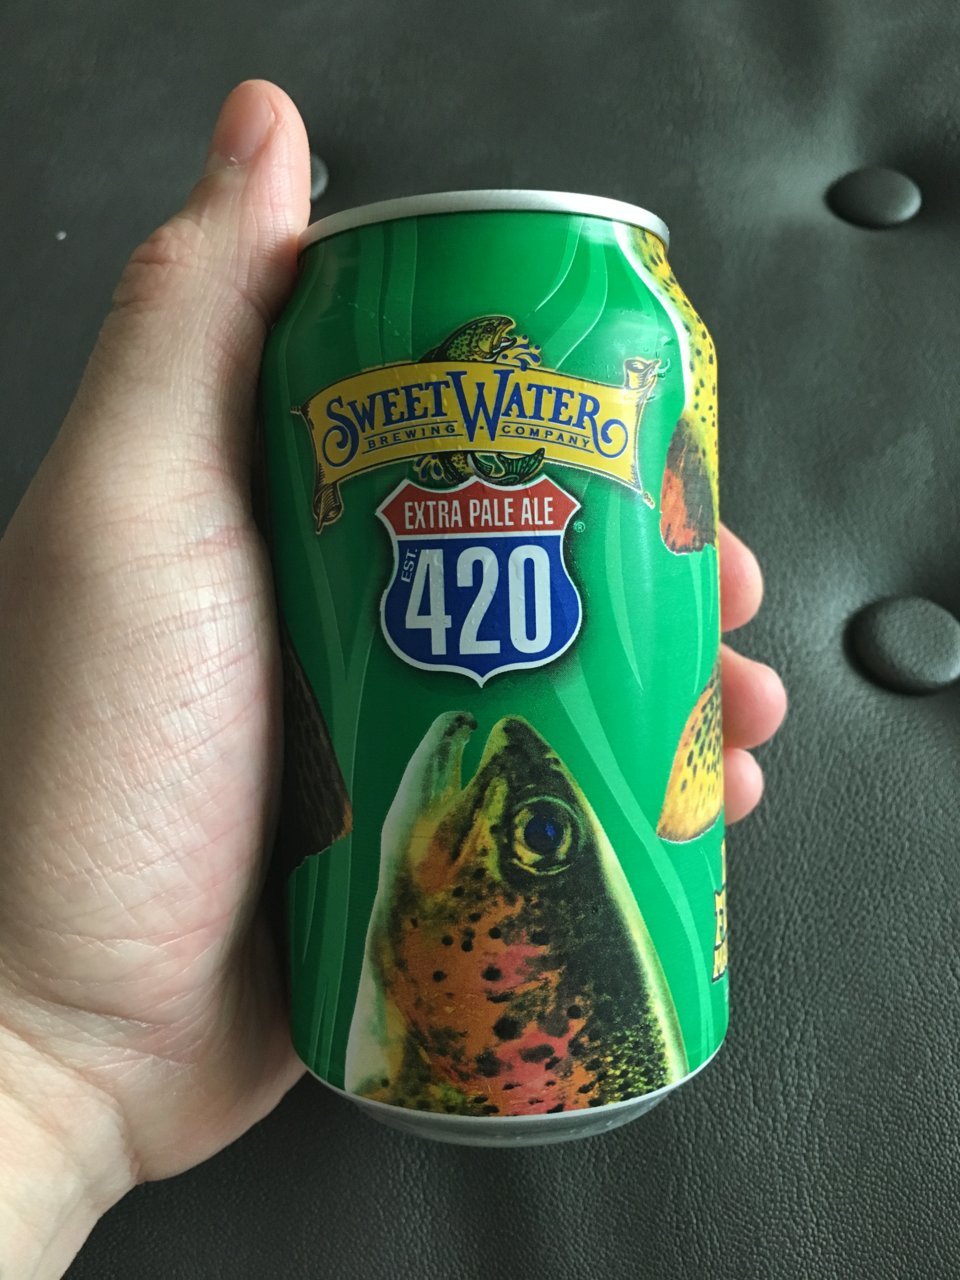 SWEETWATER
BREWING COMPANY
EXTRA PALE ALE
®
EST.
420